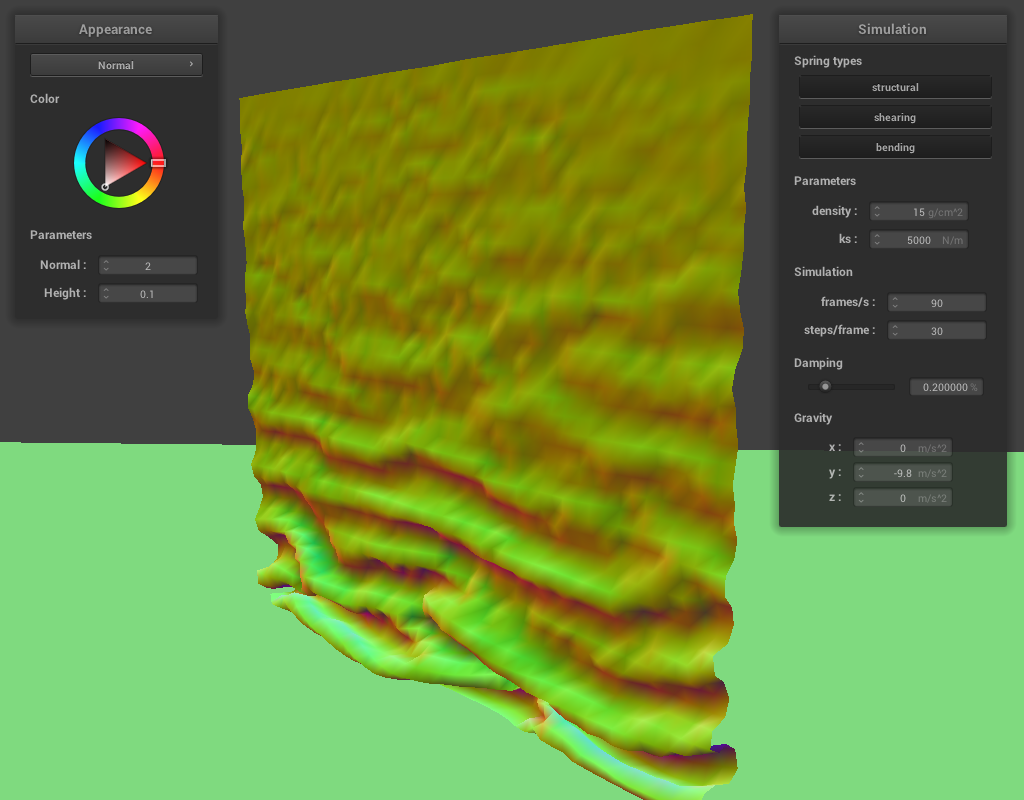 Appearance
Normal
Color
Parameters
Normal : 2
Height : 0.1
Simulation
Spring types
structural
shearing
bending
Parameters
density : 15 g/cm^2
ks : 5000 N/m
Simulation
frames/s : 90
steps/frame : 30
Damping
0.200000 %
Gravity
x : 0 m/s^2
y : -9.8 m/s^2
z : 0 m/s^2